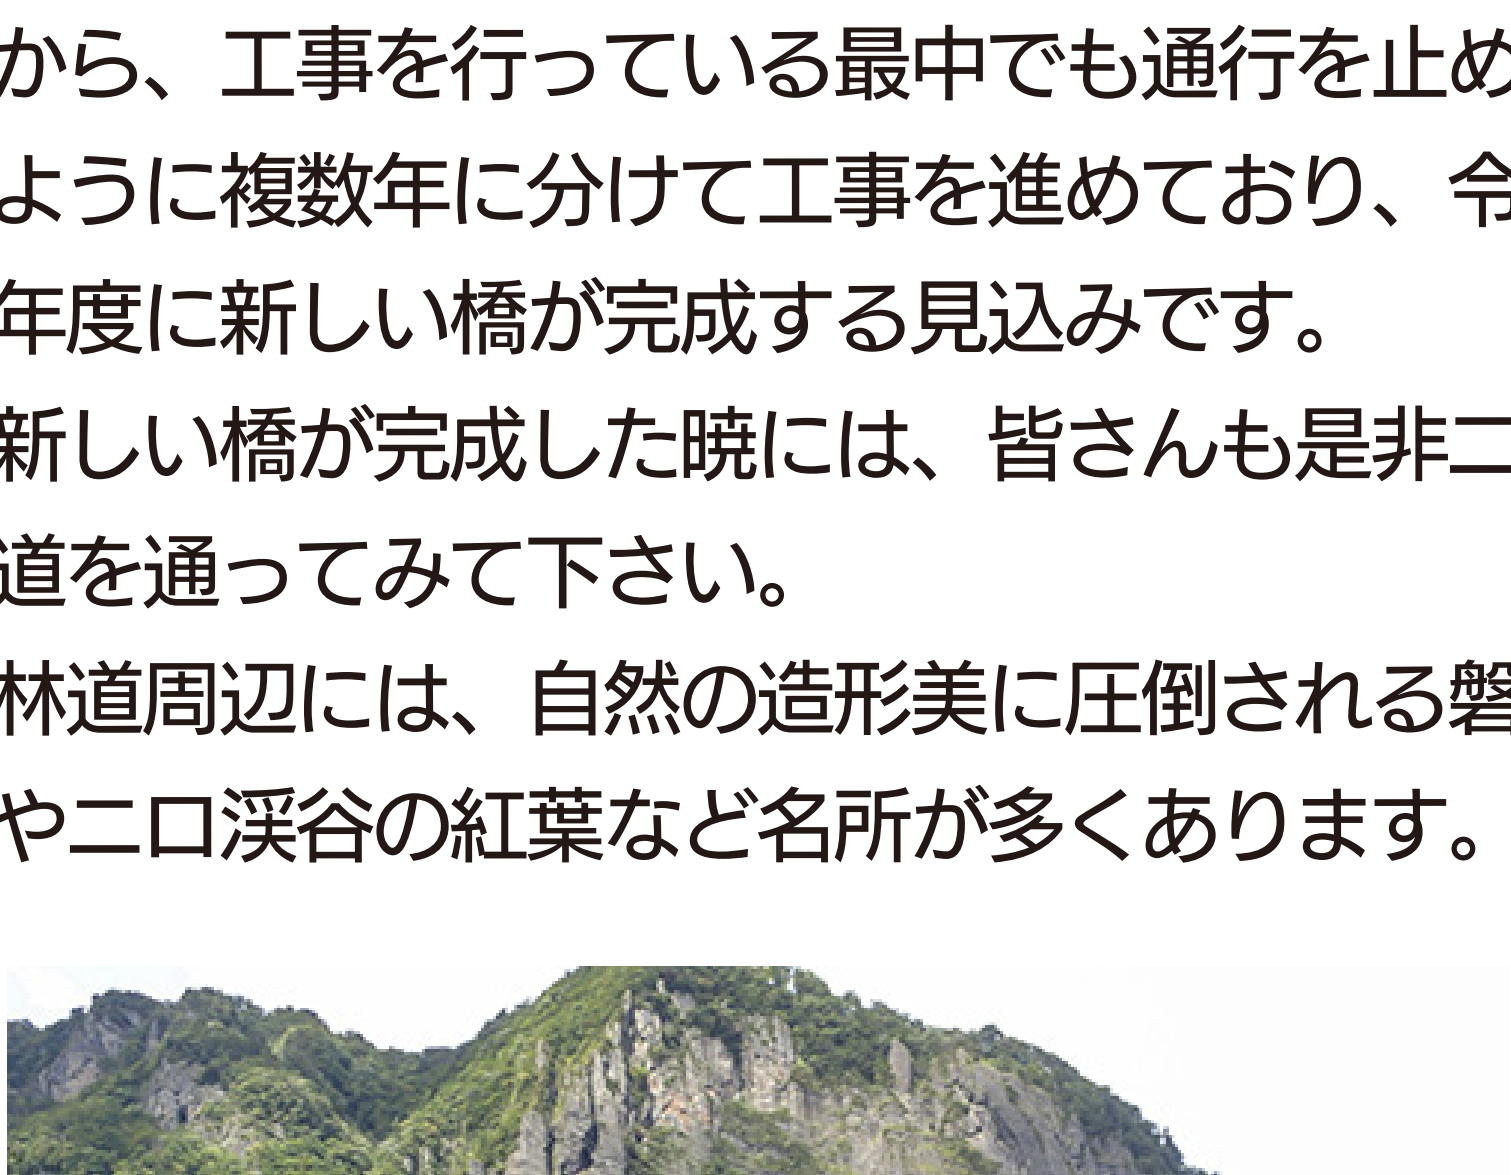 から、工事を行っている最中でも通行を止め
ように複数年に分けて工事を進めており、令
年度に新しい橋が完成する見込みです。
新しい橋が完成した暁には、皆さんも是非二
道を通ってみて下さい。
林道周辺には、自然の造形美に圧倒される磐
や二口渓谷の紅葉など名所が多くあります。